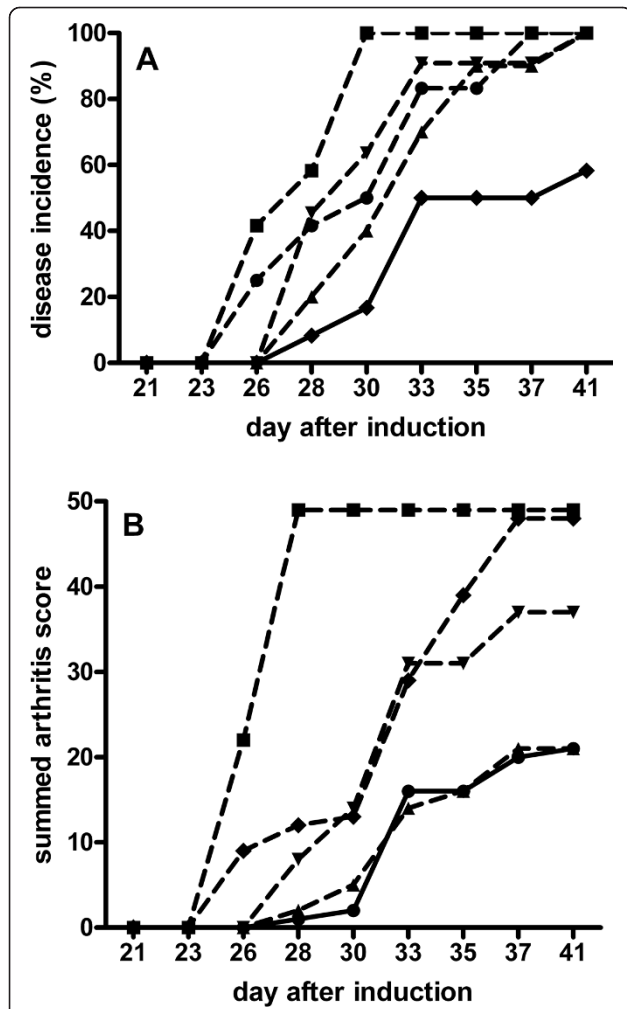 100
80
60
40
20
0
A
disease incidence (%)
21 23 26 28 30 33 35 37 41
day after induction
50
40
30
20
10
0
B
summed arthritis score
21 23 26 28 30 33 35 37 41
day after induction